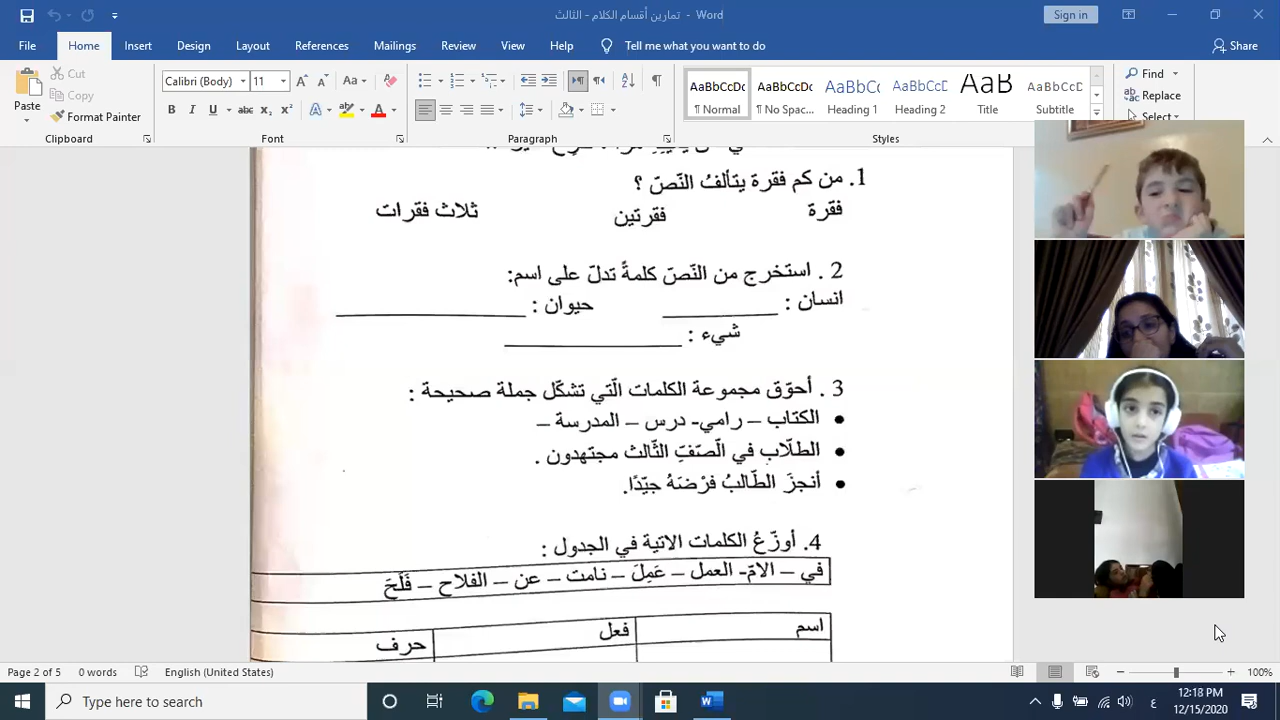 تمارين أقسام الكلام - الثالث - Word
Sign in
File Home Insert Design Layout References Mailings Review View Help Tell me what you want to do Share
Paste
Cut
Copy
Format Painter
Clipboard
Calibri (Body) 11
Font
Paragraph
AaBbCcDc AaBbCcDc AaBbCc AaBbCc AaB AaBbCcDc
¶ Normal ¶ No Spac... Heading 1 Heading 2 Title Subtitle
Styles
Find
Replace
Select
1. من كم فقرة يتألفُ النّصّ ؟
فقرة فقرتين ثلاث فقرات
2 . استخرج من النّصّ كلمةً تدلّ على اسم:
انسان : حيوان :
شيء :
3 . أحوّق مجموعة الكلمات الّتي تشكّل جملة صحيحة :
• الكتاب – رامي- درس – المدرسة –
• الطلّاب في الّصّفِّ الثّالث مجتهدون .
• أنجزَ الطّالبُ فرْضَهُ جيّدًا.
4. أوزّعُ الكلمات الاتية في الجدول :
في – الامّ- العمل – عَمِلَ – نامت – عن – الفلاح – فَلَحَ
اسم فعل حرف
Page 2 of 5 0 words English (United States) 100%
Type here to search
ع
12:18 PM
12/15/2020